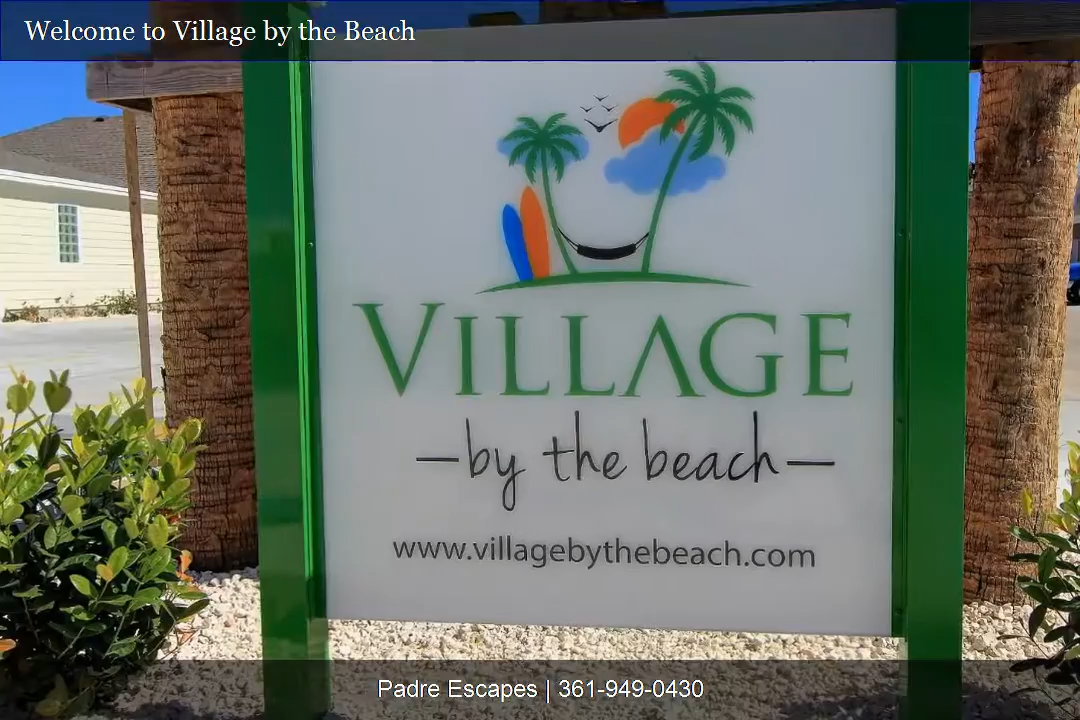 Welcome to Village by the Beach
VILLAGE
by the beach
www.villagebythebeach.com
Padre Escapes | 361-949-0430